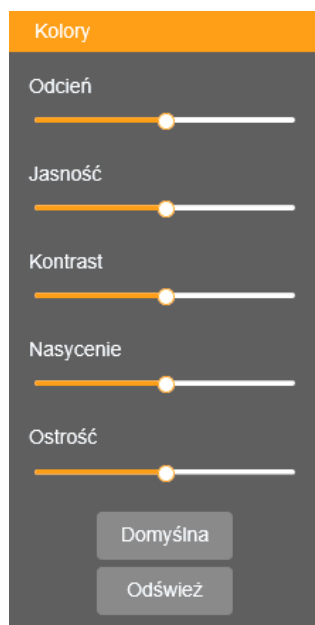 Kolory
Odcień
Jasność
Kontrast
Nasycenie
Ostrość
Domyślna
Odśwież